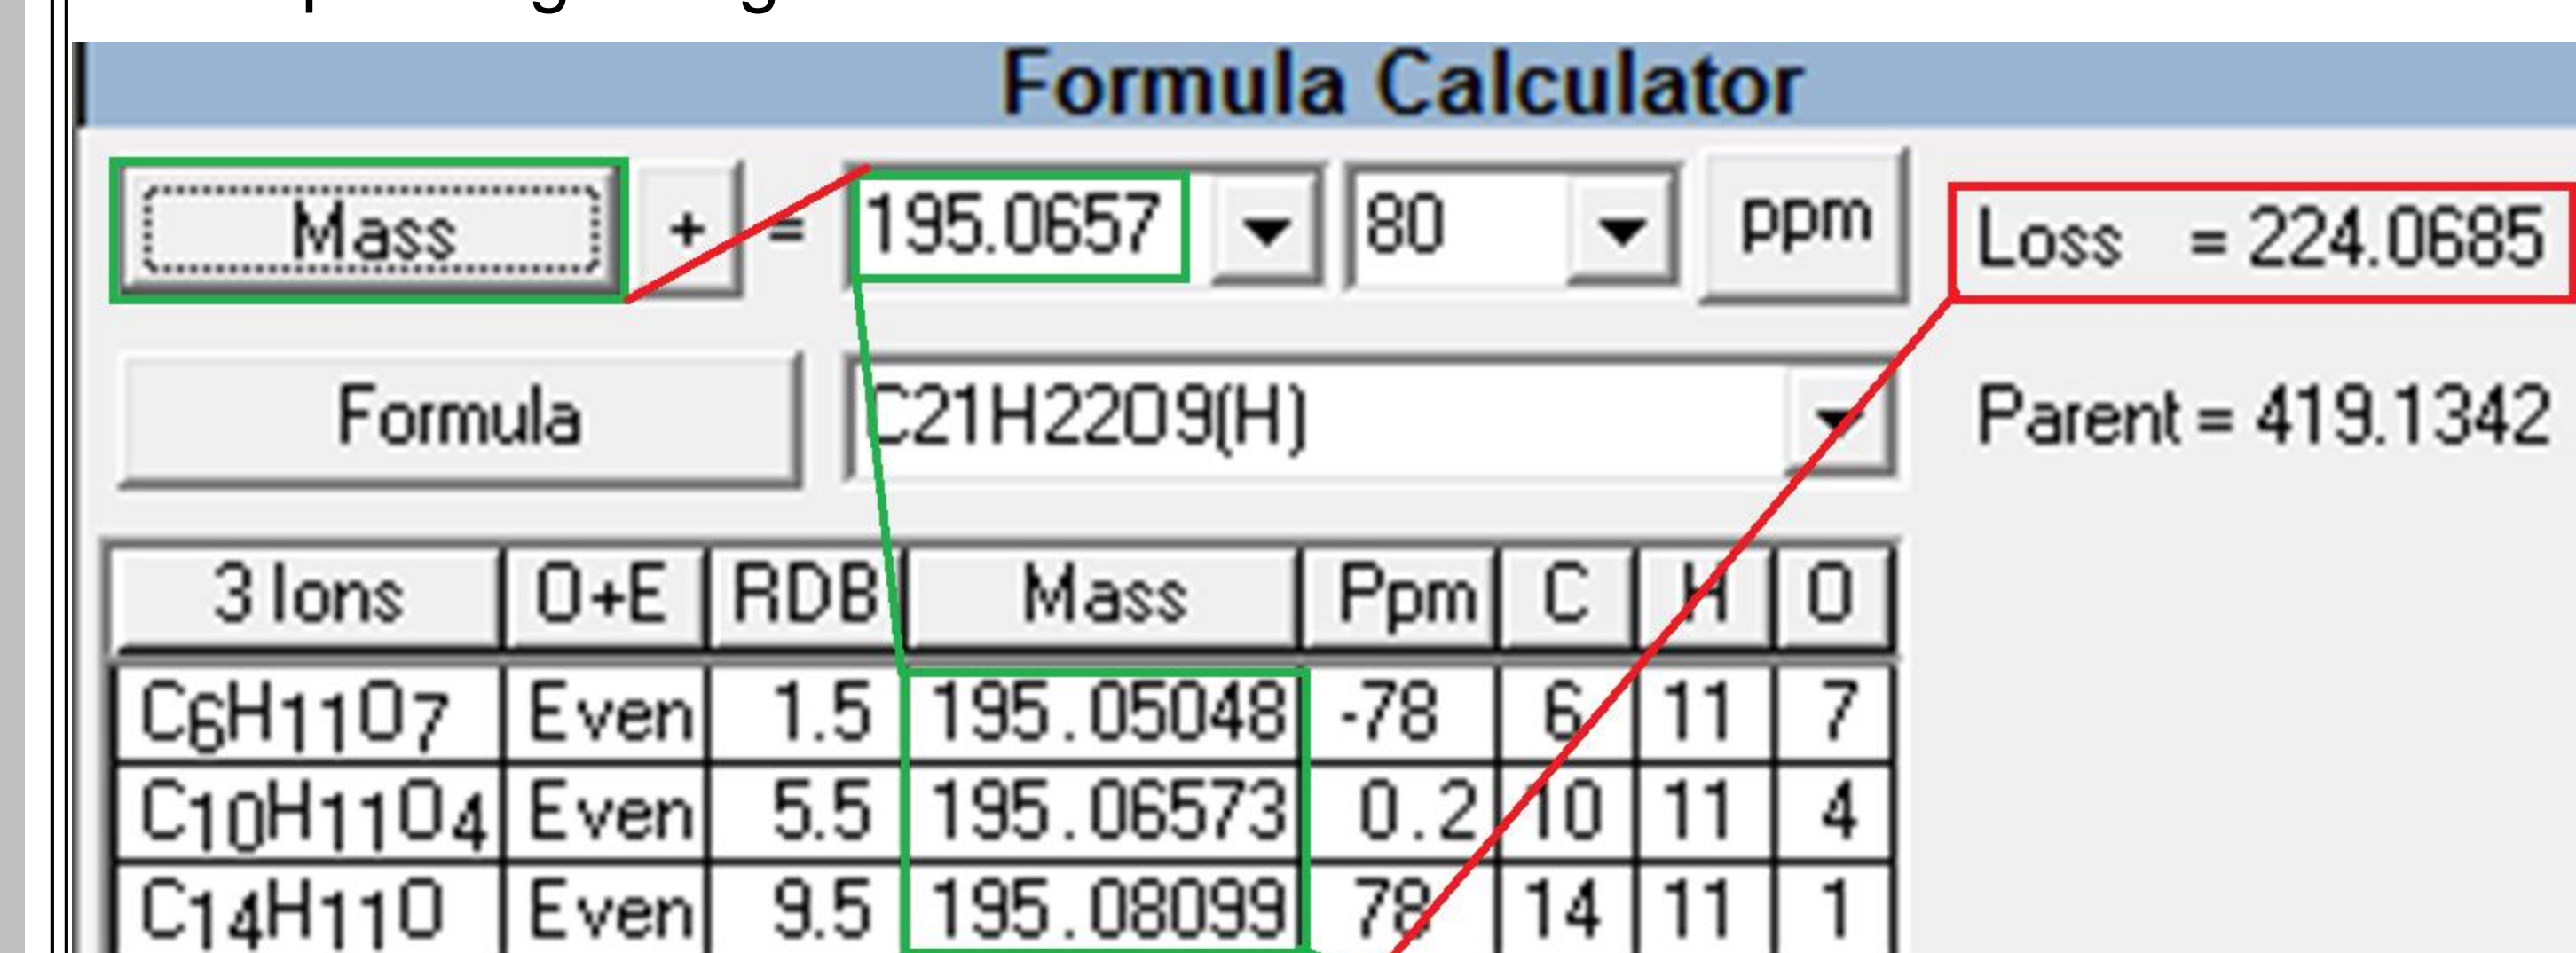 Formula Calculator
Mass + = 195.0657 80 ppm Loss = 224.0685
Formula C21H22O9(H) Parent = 419.1342
3 Ions O+E RDB Mass Ppm C H O
C6H11O7 Even 1.5 195.05048 -78 6 11 7
C10H11O4 Even 5.5 195.06573 0.2 10 11 4
C14H11O Even 9.5 195.08099 78 14 11 1